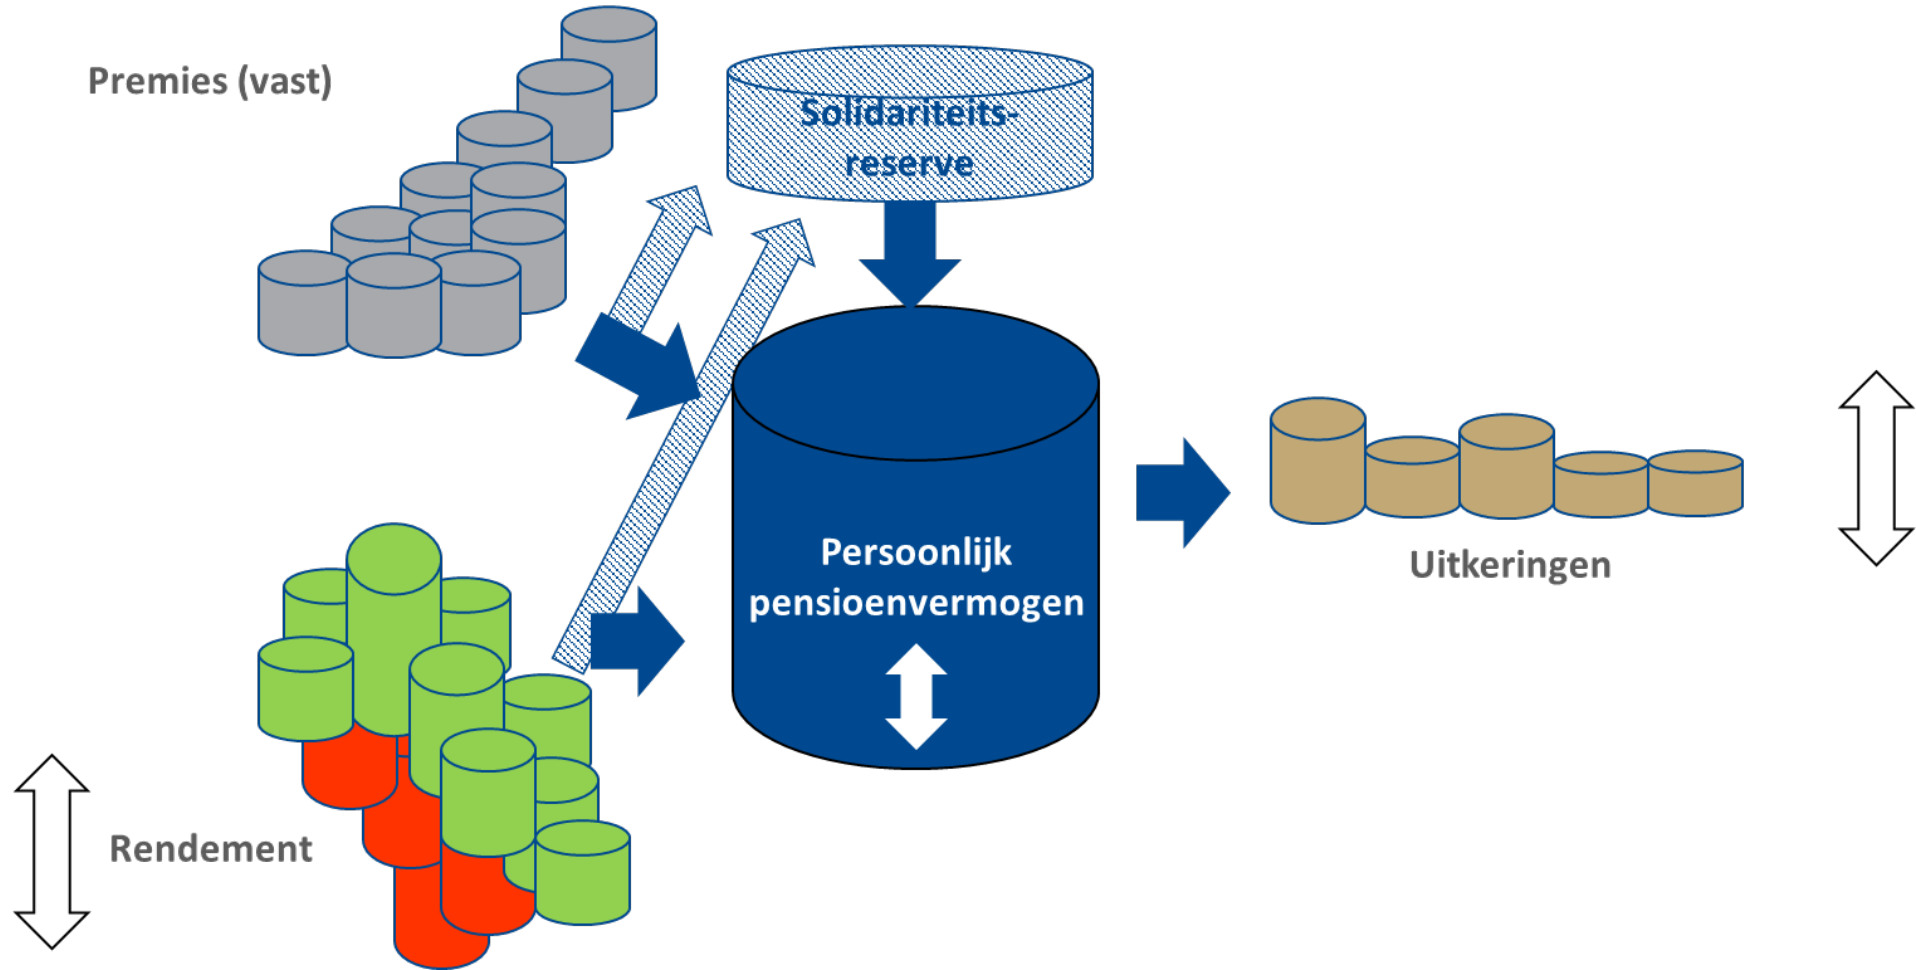 Premies (vast)
Solidariteits-
reserve
Persoonlijk
pensioenvermogen
Uitkeringen
Rendement